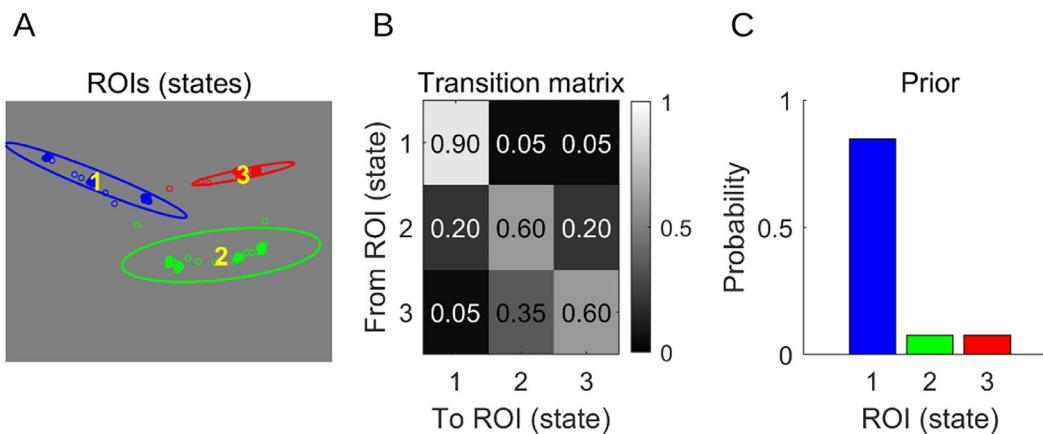 A
B
C
ROIs (states)
1
3
2
Transition matrix
From ROI (state)
1
2
3
0.90 0.05 0.05
0.20 0.60 0.20
0.05 0.35 0.60
1 2 3
To ROI (state)
1
0.5
0
Prior
Probability
1
0.5
0
1 2 3
ROI (state)